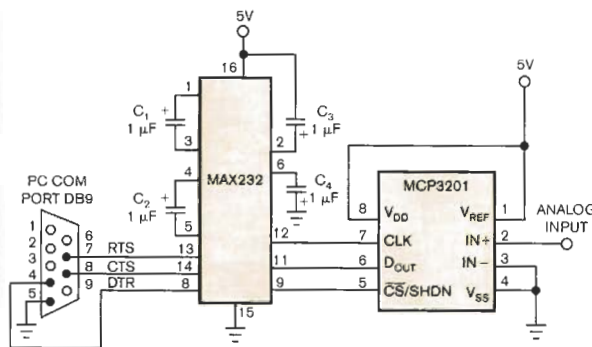 5V
16
1
C1 +
1 µF
3
C3
1 µF +
2
6
C4
1 µF +
4
C2 +
1 µF
5
MAX232
PC COM
PORT DB9
1
2
3
4
5
6
7
8
9
RTS
CTS
DTR
13
14
8
12
11
9
15
5V
MCP3201
8 VDD
7 CLK
6 DOUT
5 CS/SHDN
VREF 1
IN+ 2
IN− 3
VSS 4
ANALOG
INPUT